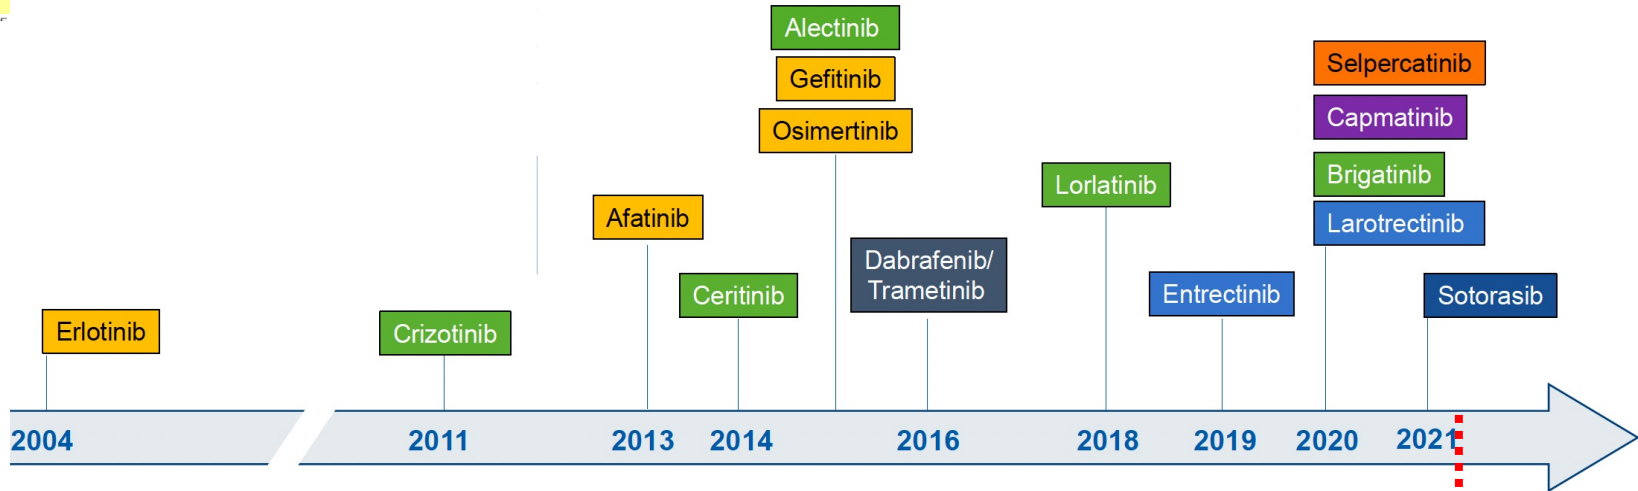 Alectinib
Gefitinib
Osimertinib
Selpercatinib
Capmatinib
Brigatinib
Larotrectinib
Lorlatinib
Afatinib
Dabrafenib/
Trametinib
Ceritinib
Entrectinib
Sotorasib
Erlotinib
Crizotinib
2004
2011
2013
2014
2016
2018
2019
2020
2021